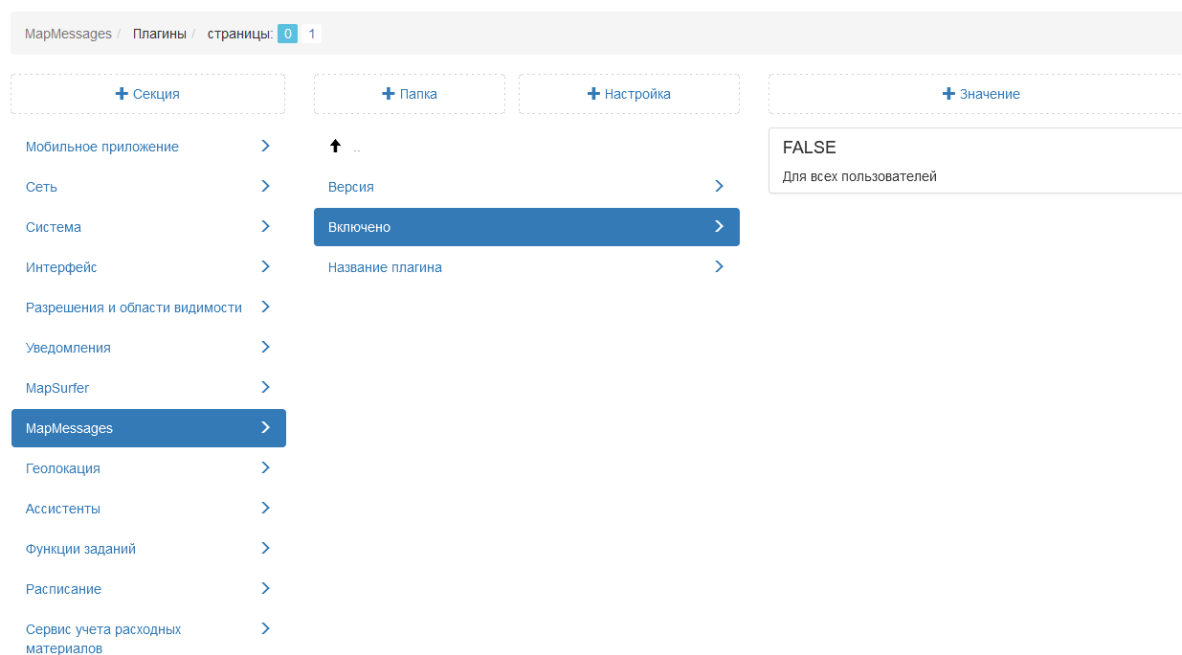 MapMessages / Плагины / страницы: 0 1
+ Секция
+ Папка
+ Настройка
+ Значение
Мобильное приложение
Сеть
Система
Интерфейс
Разрешения и области видимости
Уведомления
MapSurfer
MapMessages
Геолокация
Ассистенты
Функции заданий
Расписание
Сервис учета расходных
материалов
..
Версия
Включено
Название плагина
FALSE
Для всех пользователей